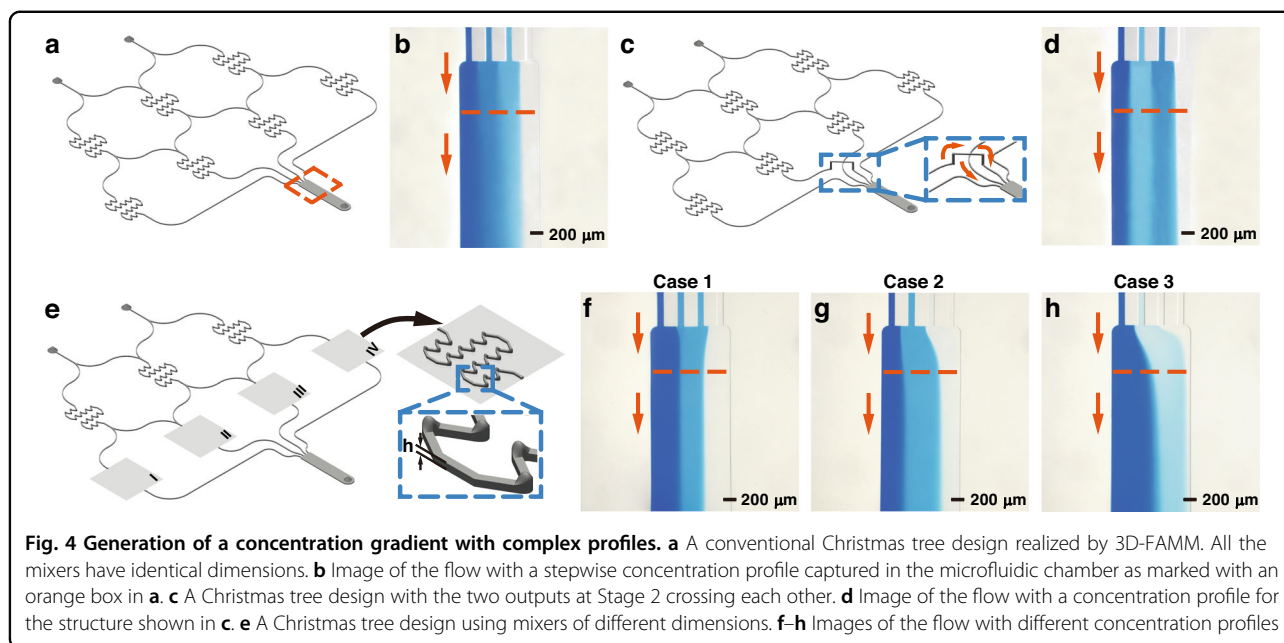 a
b
c
d
200 μm
200 μm
e
I
II
III
IV
h
Case 1
Case 2
Case 3
f
g
h
200 μm
200 μm
200 μm
Fig. 4 Generation of a concentration gradient with complex profiles. a A conventional Christmas tree design realized by 3D-FAMM. All the
mixers have identical dimensions. b Image of the flow with a stepwise concentration profile captured in the microfluidic chamber as marked with an
orange box in a. c A Christmas tree design with the two outputs at Stage 2 crossing each other. d Image of the flow with a concentration profile for
the structure shown in c. e A Christmas tree design using mixers of different dimensions. f–h Images of the flow with different concentration profiles